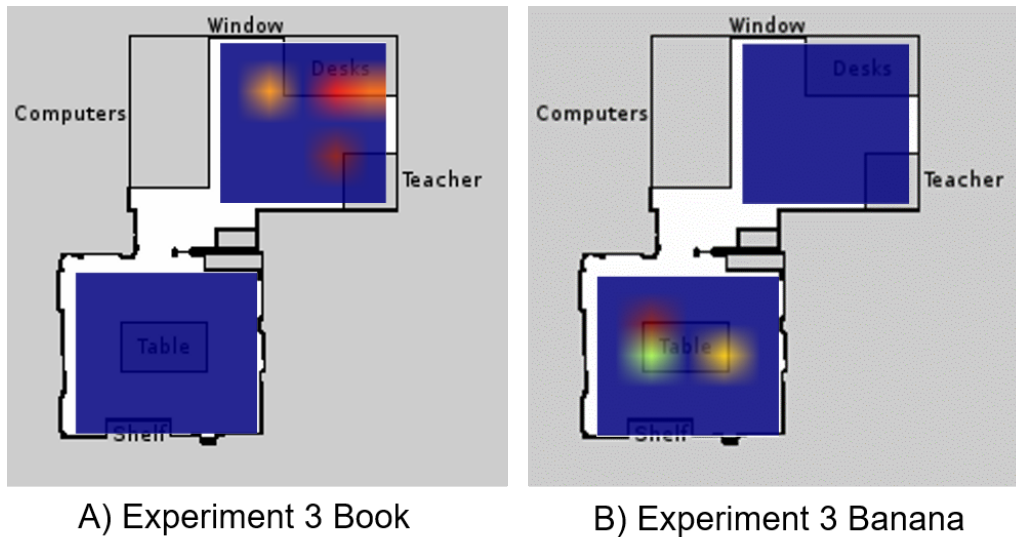 Window
Desks
Computers
Teacher
Table
Shelf
A) Experiment 3 Book
Window
Desks
Computers
Teacher
Table
Shelf
B) Experiment 3 Banana